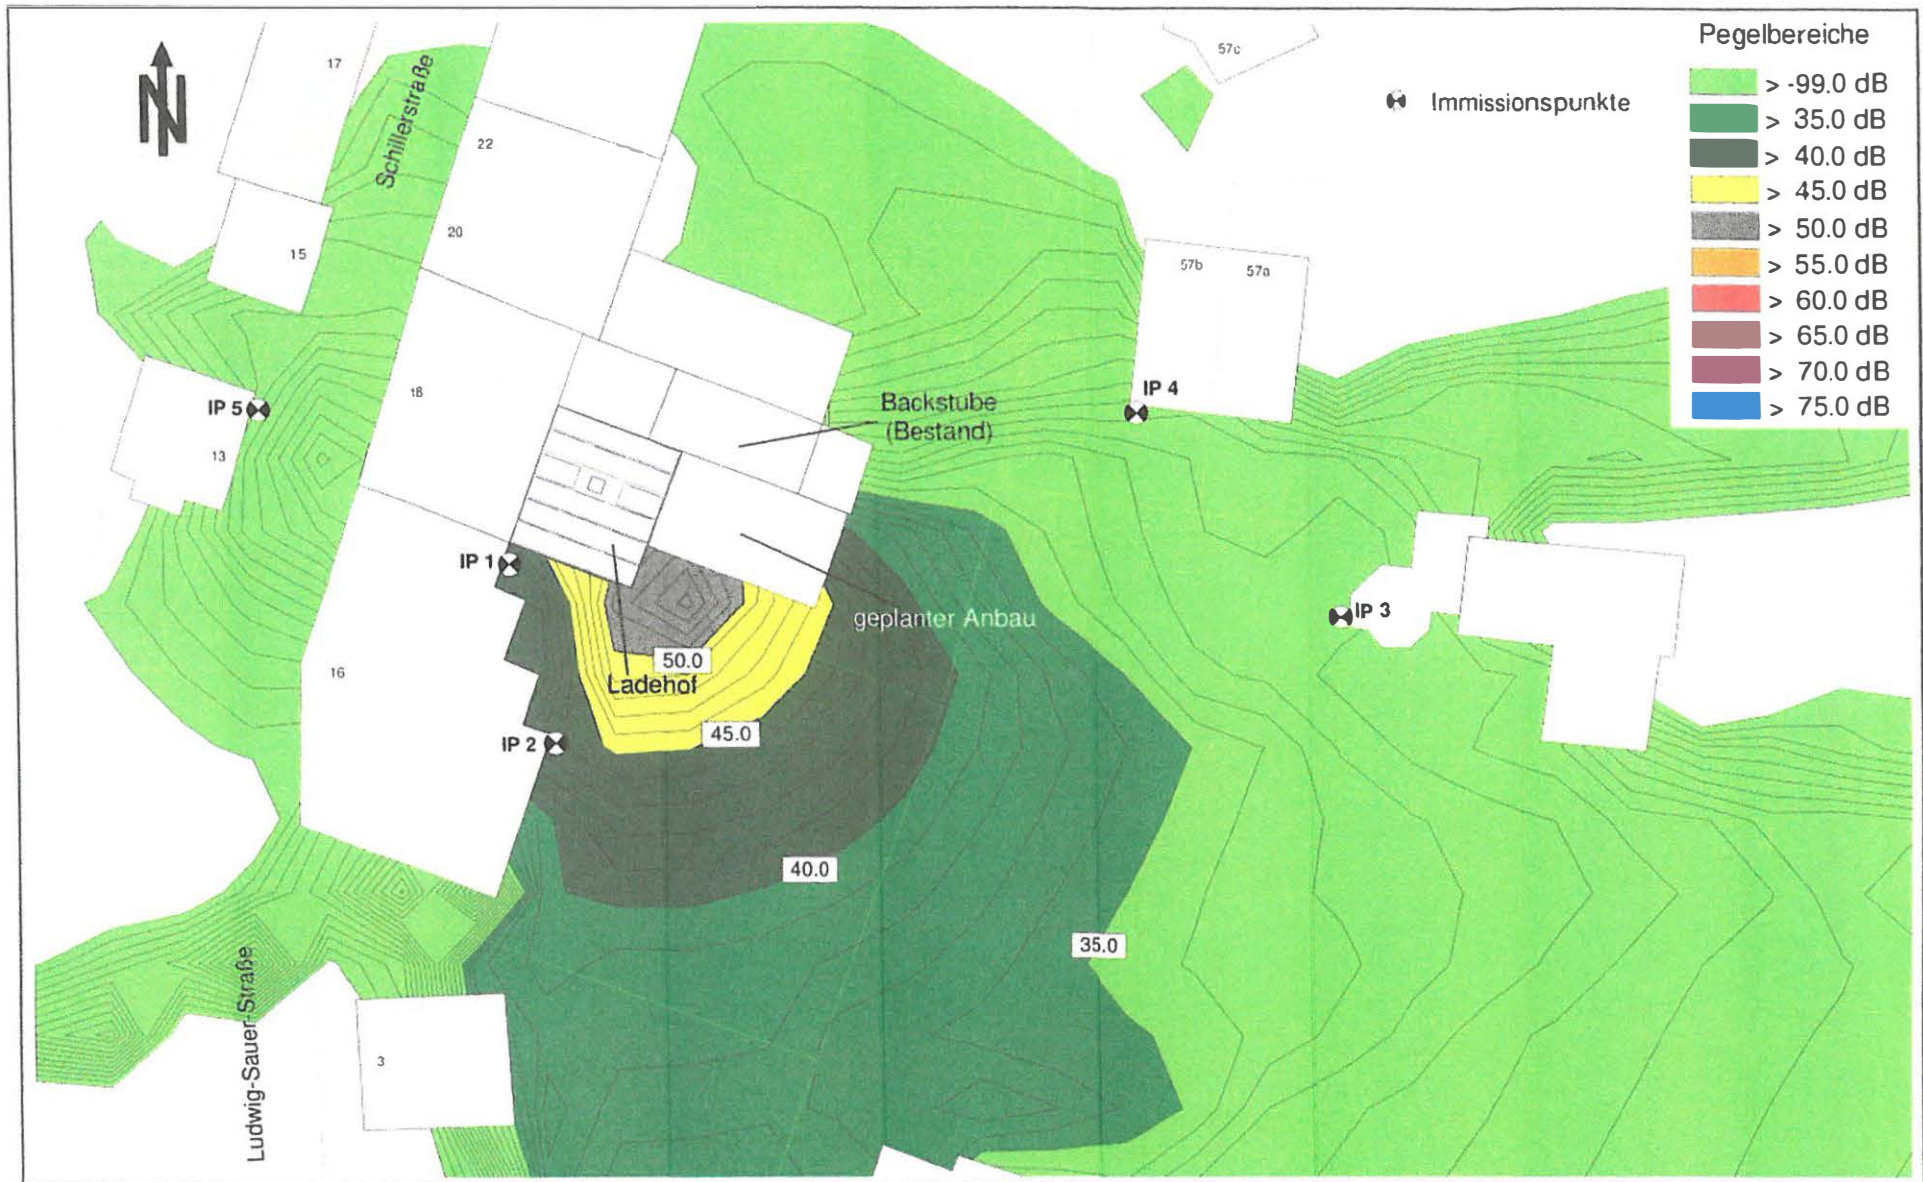 Pegelbereiche
> -99.0 dB
> 35.0 dB
> 40.0 dB
> 45.0 dB
> 50.0 dB
> 55.0 dB
> 60.0 dB
> 65.0 dB
> 70.0 dB
> 75.0 dB
Immissionspunkte
N
57c
17
Schillerstraße
22
20
15
57b
57a
18
IP 5
13
IP 4
Backstube
(Bestand)
IP 1
IP 3
geplanter Anbau
50.0
Ladehof
16
IP 2
45.0
40.0
35.0
Ludwig-Sauer-Straße
3